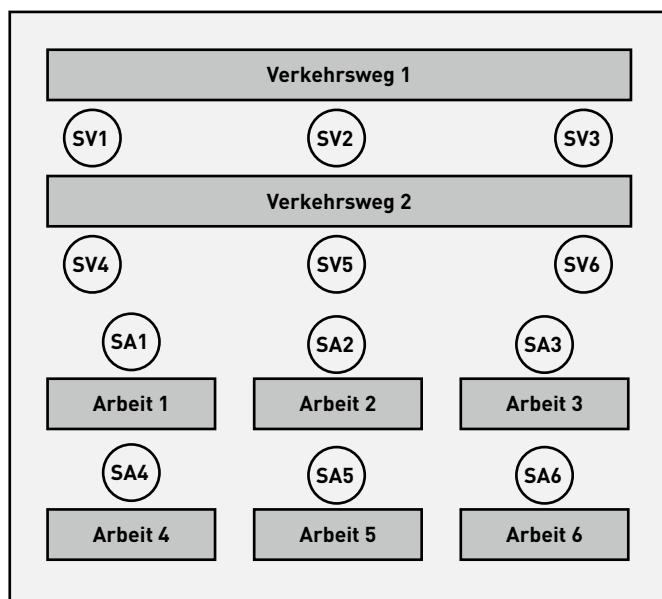 Verkehrsweg 1
SV1 SV2 SV3
Verkehrsweg 2
SV4 SV5 SV6
SA1 SA2 SA3
Arbeit 1 Arbeit 2 Arbeit 3
SA4 SA5 SA6
Arbeit 4 Arbeit 5 Arbeit 6